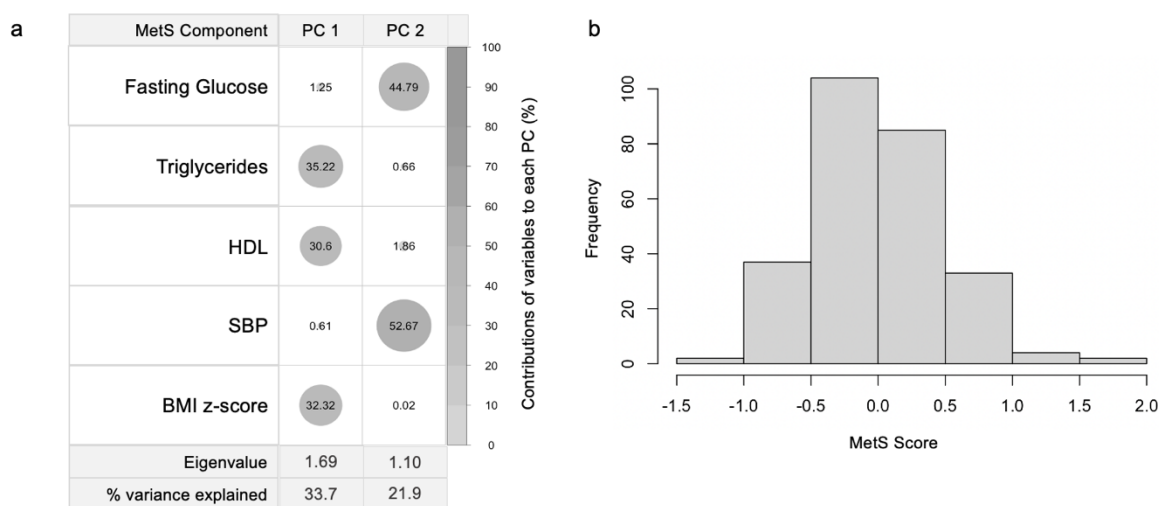 a
MetS Component PC 1 PC 2
Fasting Glucose 1.25 44.79
Triglycerides 35.22 0.66
HDL 30.6 1.86
SBP 0.61 52.67
BMI z-score 32.32 0.02
Eigenvalue 1.69 1.10
% variance explained 33.7 21.9
100
90
80
70
60
50
40
30
20
10
0
Contributions of variables to each PC (%)
b
Frequency
100
80
60
40
20
0
-1.5 -1.0 -0.5 0.0 0.5 1.0 1.5 2.0
MetS Score